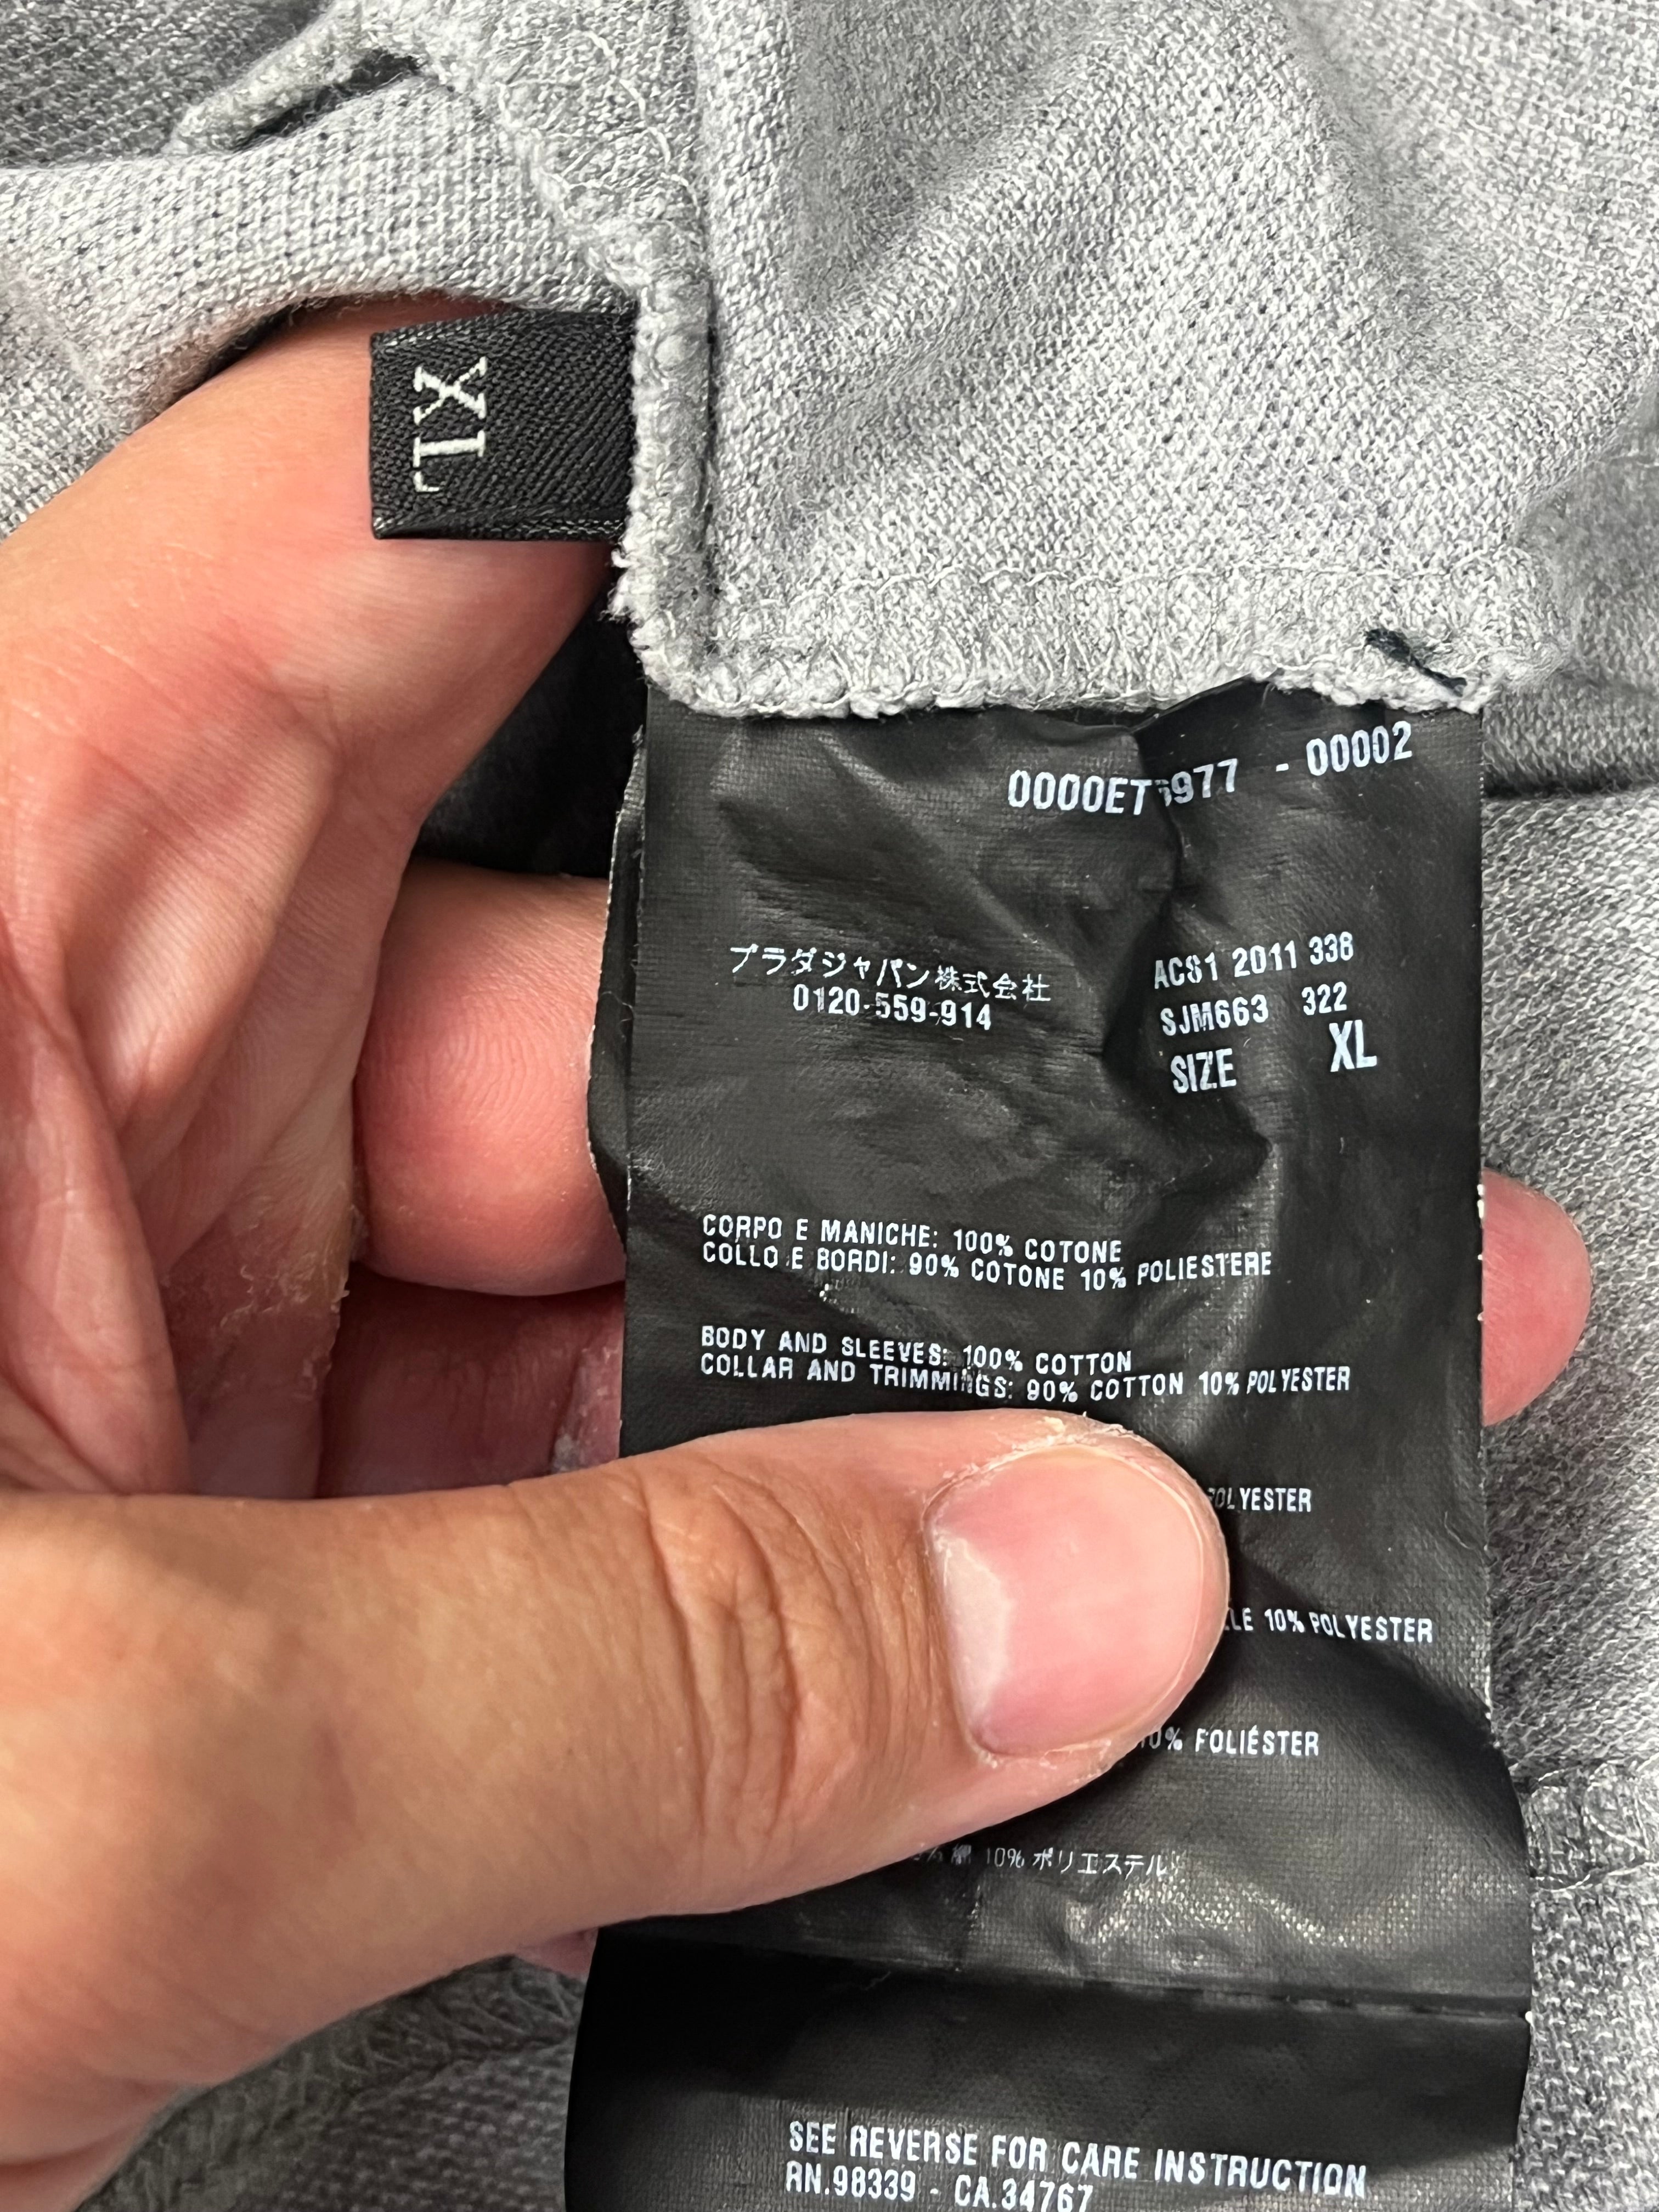 XL
- 00002
プラダジャパン株式会社
0120-559-914
ACS1 2011 338
SJM663 322
SIZE XL
CORPO E MANICHE: 100% COTONE
COLLO E BORDI: 90% COTONE 10% POLIESTERE
BODY AND SLEEVES: 100% COTTON
COLLAR AND TRIMMINGS: 90% COTTON 10% POLYESTER
POLYESTER
10% POLYESTER
POLIÉSTER
綿 10% ポリエステル
SEE REVERSE FOR CARE INSTRUCTION
RN.98339 - CA.34767